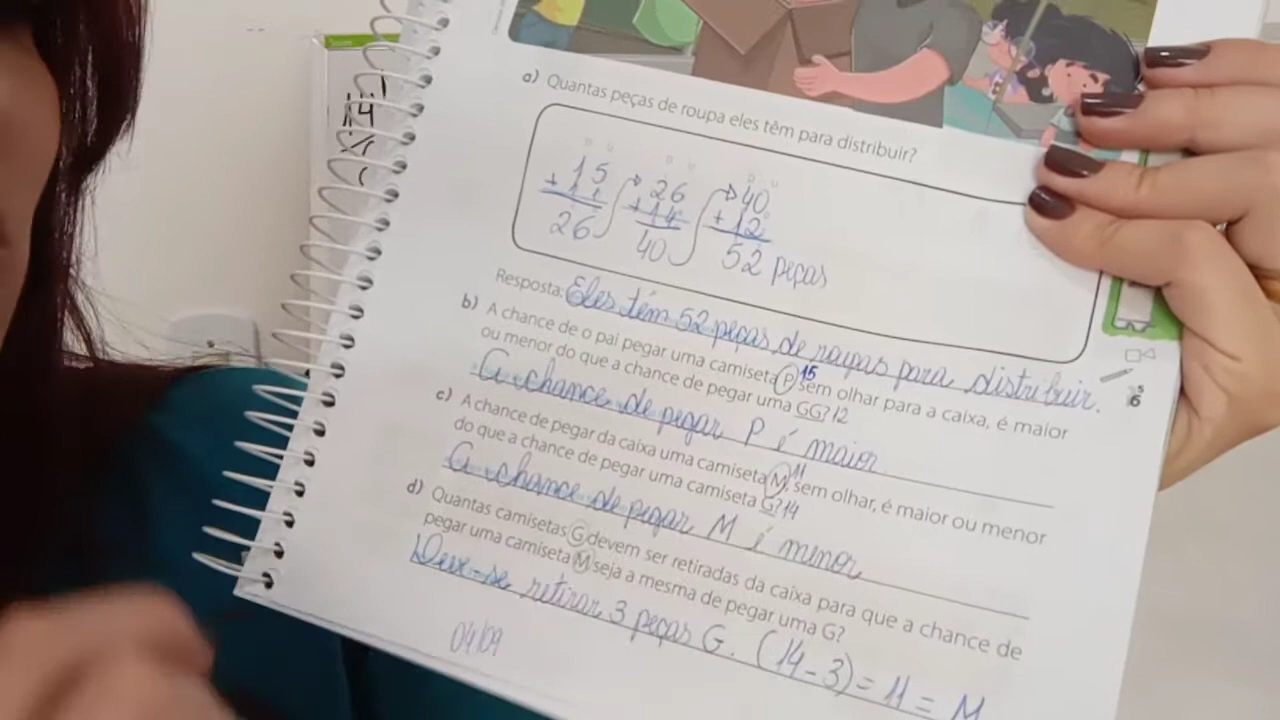 a) Quantas peças de roupa eles têm para distribuir?
15 26 40
+ 11 + 14 + 12
26 40 52 peças
Resposta: Eles têm 52 peças de roupas para distribuir.
b) A chance de o pai pegar uma camiseta P 15 sem olhar para a caixa, é maior
ou menor do que a chance de pegar uma GG? 12
A chance de pegar P é maior
c) A chance de pegar da caixa uma camiseta M, 11 sem olhar, é maior ou menor
do que a chance de pegar uma camiseta G? 14
A chance de pegar M é menor
d) Quantas camisetas G devem ser retiradas da caixa para que a chance de
pegar uma camiseta M seja a mesma de pegar uma G?
Deve-se retirar 3 peças G. (14-3) = 11 = M
04/09